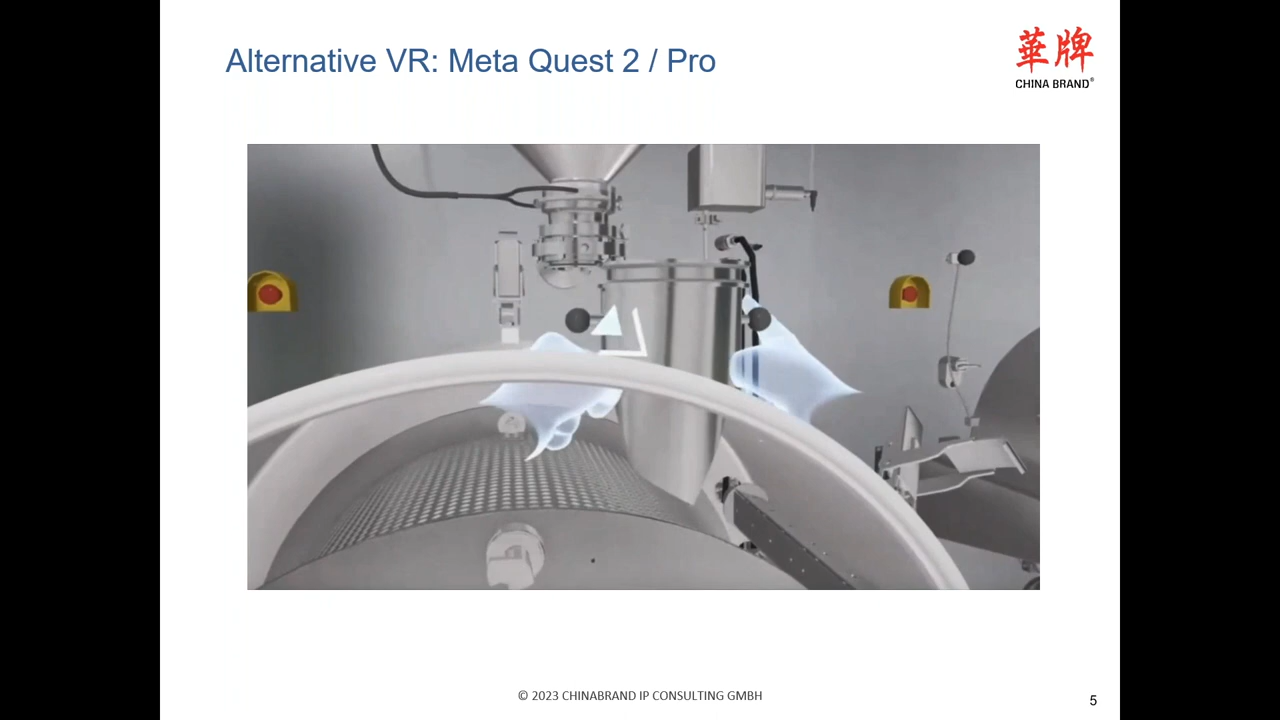 Alternative VR: Meta Quest 2 / Pro
華牌
CHINA BRAND®
© 2023 CHINABRAND IP CONSULTING GMBH
5